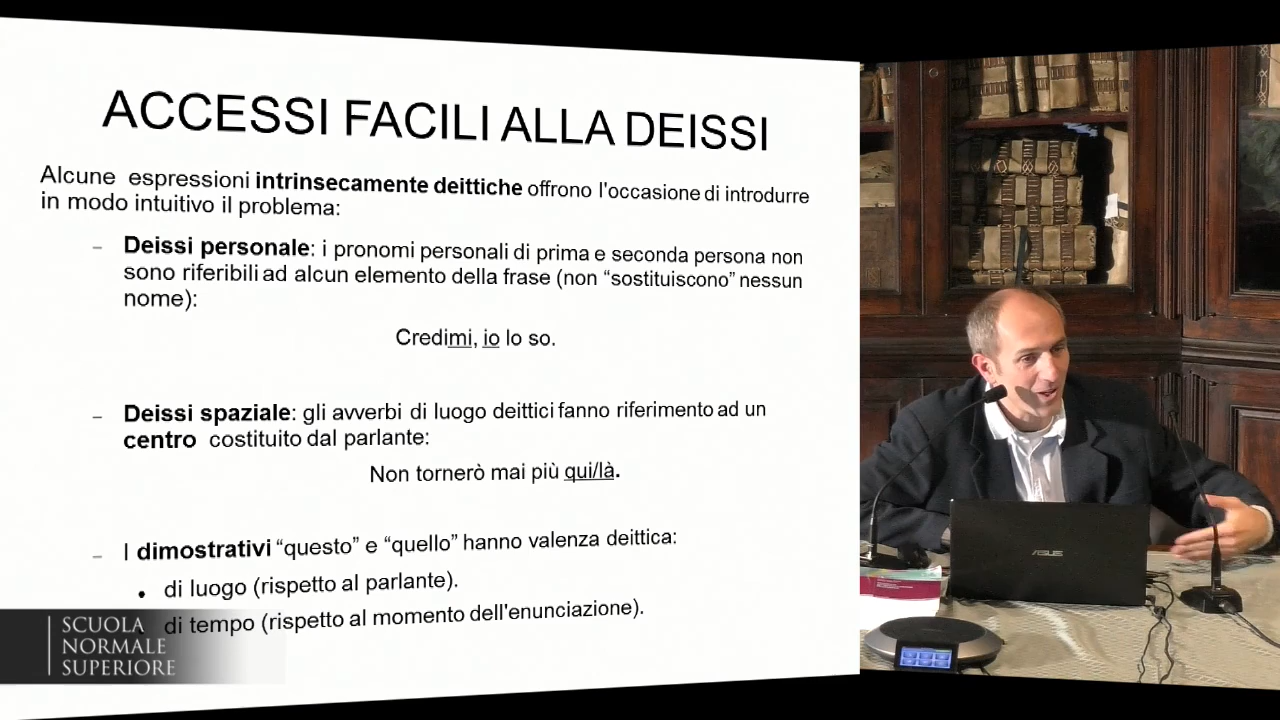 ACCESSI FACILI ALLA DEISSI
Alcune espressioni intrinsecamente deittiche offrono l'occasione di introdurre
in modo intuitivo il problema:
– Deissi personale: i pronomi personali di prima e seconda persona non
sono riferibili ad alcun elemento della frase (non “sostituiscono” nessun
nome):
Credimi, io lo so.
– Deissi spaziale: gli avverbi di luogo deittici fanno riferimento ad un
centro costituito dal parlante:
Non tornerò mai più qui/là.
– I dimostrativi “questo” e “quello” hanno valenza deittica:
• di luogo (rispetto al parlante).
• di tempo (rispetto al momento dell'enunciazione).
SCUOLA
NORMALE
SUPERIORE
ASUS